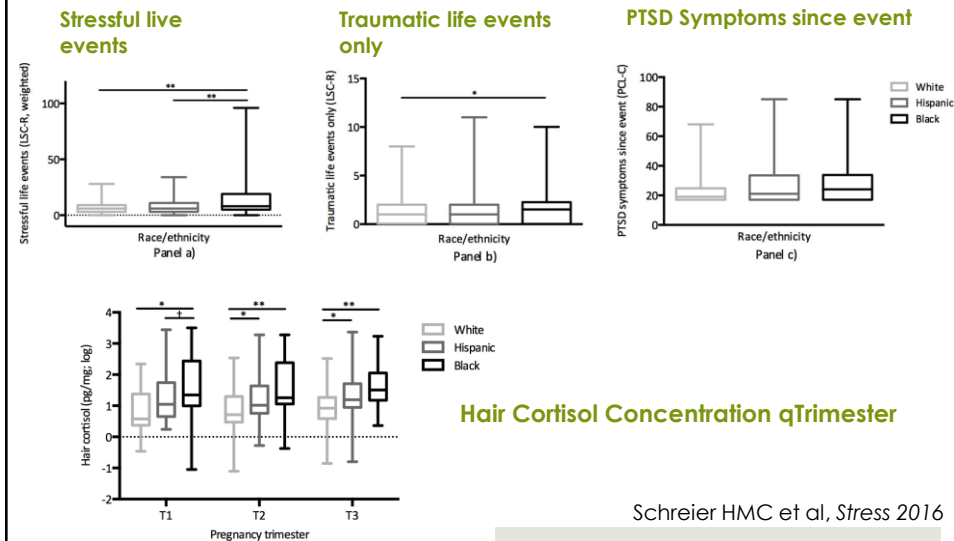 Stressful live
events
Traumatic life events
only
PTSD Symptoms since event
Stressful life events (LSC-R, weighted)
100
50
0
**
**
Race/ethnicity
Panel a)
Traumatic life events only (LSC-R)
15
10
5
0
*
Race/ethnicity
Panel b)
PTSD symptoms since event (PCL-C)
100
80
60
40
20
0
Race/ethnicity
Panel c)
White
Hispanic
Black
Hair cortisol (pg/mg; log)
4
3
2
1
0
-1
-2
*
†
**
*
**
*
T1
T2
T3
Pregnancy trimester
White
Hispanic
Black
Hair Cortisol Concentration qTrimester
Schreier HMC et al, Stress 2016